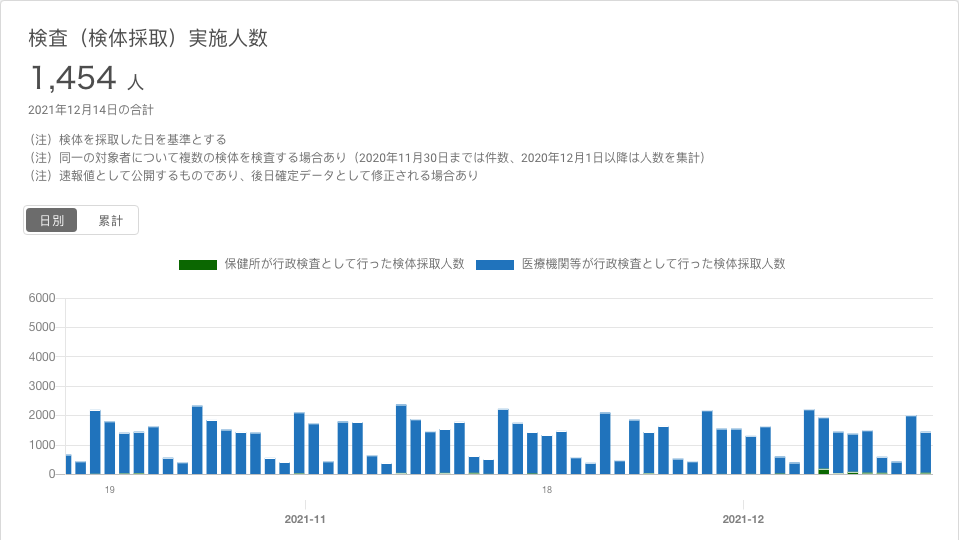 検査（検体採取）実施人数
1,454 人
2021年12月14日の合計
（注）検体を採取した日を基準とする
（注）同一の対象者について複数の検体を検査する場合あり（2020年11月30日までは件数、2020年12月1日以降は人数を集計）
（注）速報値として公開するものであり、後日確定データとして修正される場合あり
日別 累計
保健所が行政検査として行った検体採取人数 医療機関等が行政検査として行った検体採取人数
6000
5000
4000
3000
2000
1000
0
19 18
2021-11 2021-12